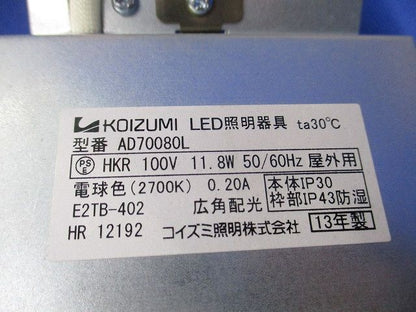 KOIZUMI LED照明器具 ta30℃
型番 AD70080L
PS E HKR 100V 11.8W 50/60Hz 屋外用
電球色(2700K) 0.20A 本体IP30
E2TB-402 広角配光 枠部IP43防湿
HR 12192 コイズミ照明株式会社 13年製